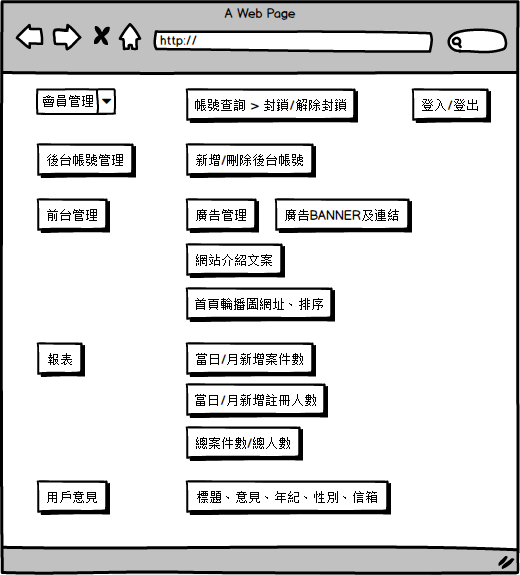 A Web Page
http://
會員管理
帳號查詢 > 封鎖/解除封鎖
登入/登出
後台帳號管理
新增/刪除後台帳號
前台管理
廣告管理
廣告BANNER及連結
網站介紹文案
首頁輪播圖網址、排序
報表
當日/月新增案件數
當日/月新增註冊人數
總案件數/總人數
用戶意見
標題、意見、年紀、性別、信箱